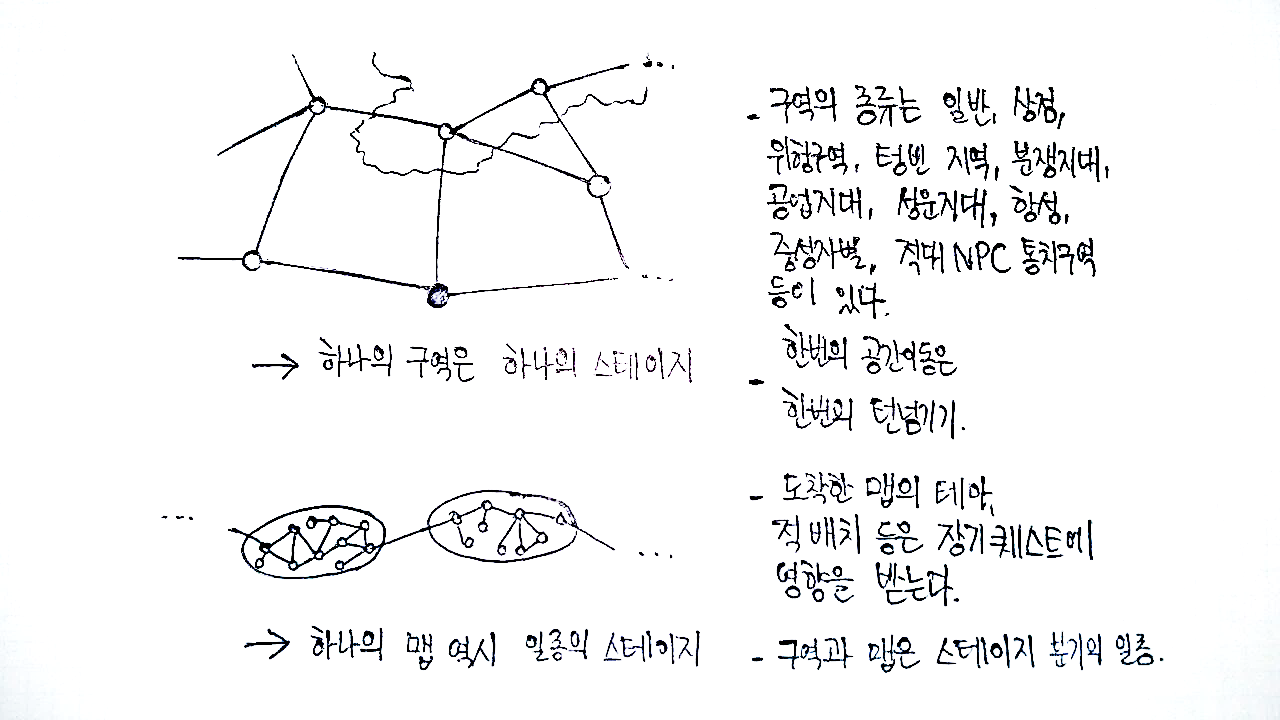 ...
- 구역의 종류는 일반, 상점,
위험구역, 텅빈 지역, 분쟁지대,
공업지대, 성운지대, 항성,
중성자별, 적대 NPC 통치구역
등이 있다.
...
→ 하나의 구역은 하나의 스테이지
- 한번의 공간이동은
한번의 턴넘기기.
... ...
- 도착한 맵의 테마,
적 배치 등은 장기퀘스트에
영향을 받는다.
→ 하나의 맵 역시 일종의 스테이지
- 구역과 맵은 스테이지 분기의 일종.